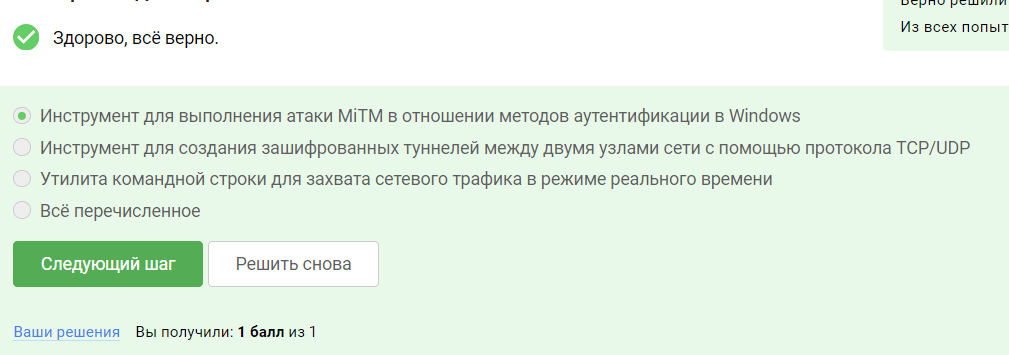 Верно решили
Из всех попыт
Здорово, всё верно.
Инструмент для выполнения атаки MiTM в отношении методов аутентификации в Windows
Инструмент для создания зашифрованных туннелей между двумя узлами сети с помощью протокола TCP/UDP
Утилита командной строки для захвата сетевого трафика в режиме реального времени
Всё перечисленное
Следующий шаг
Решить снова
Ваши решения Вы получили: 1 балл из 1